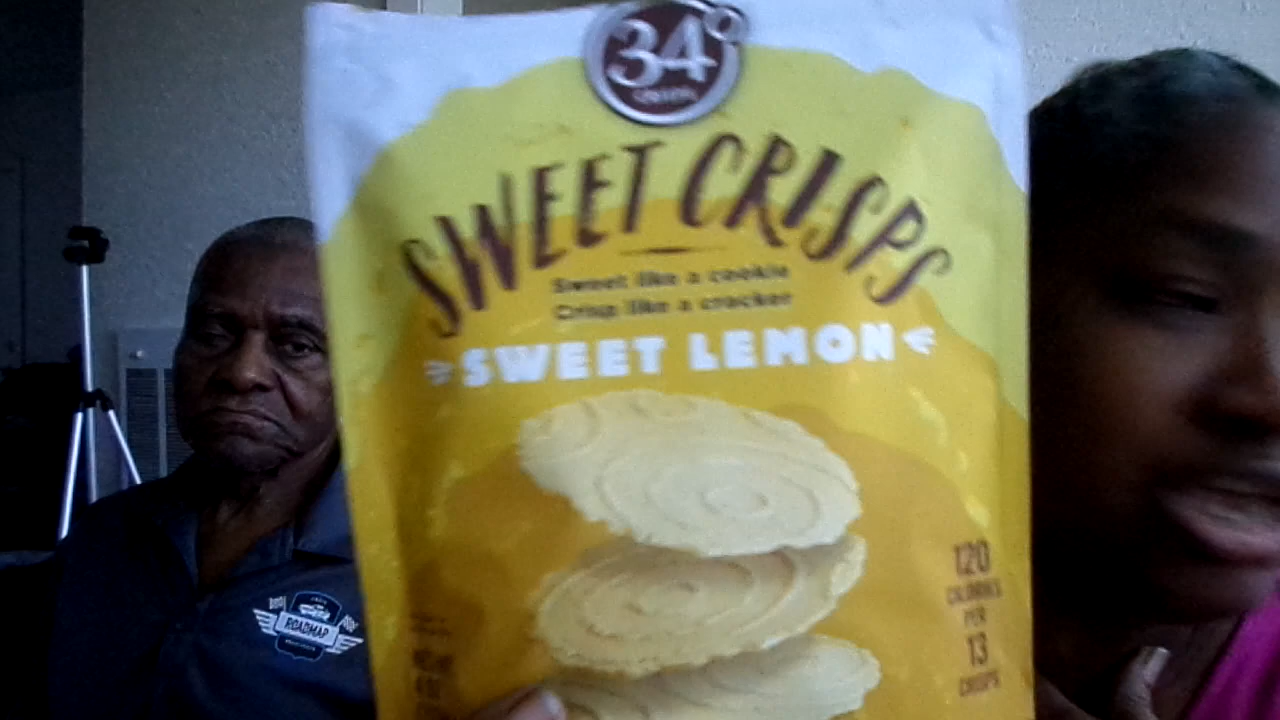 34°
SWEET CRISPS
Sweet like a cookie
Crisp like a cracker
SWEET LEMON
120
CALORIES
PER
13
CRISPS
ROADMAP